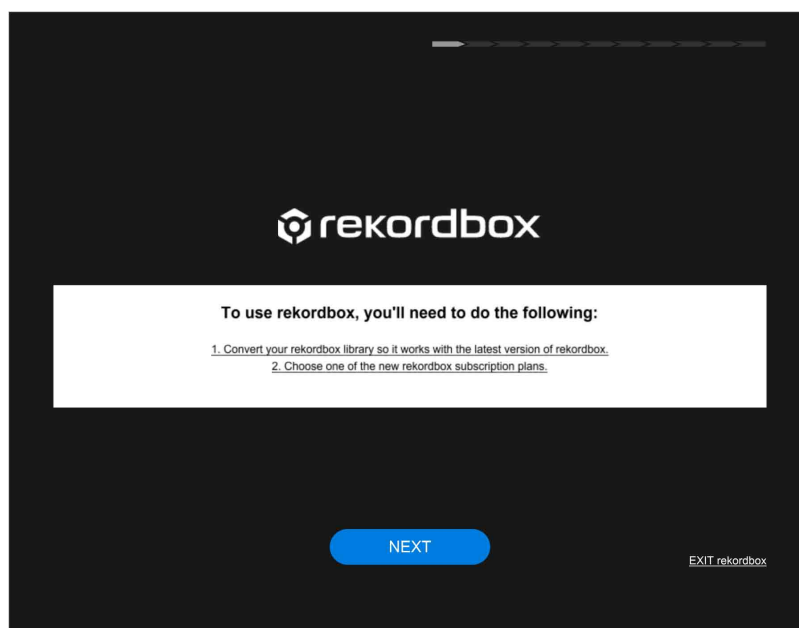 rekordbox
To use rekordbox, you'll need to do the following:
1. Convert your rekordbox library so it works with the latest version of rekordbox.
2. Choose one of the new rekordbox subscription plans.
NEXT
EXIT rekordbox